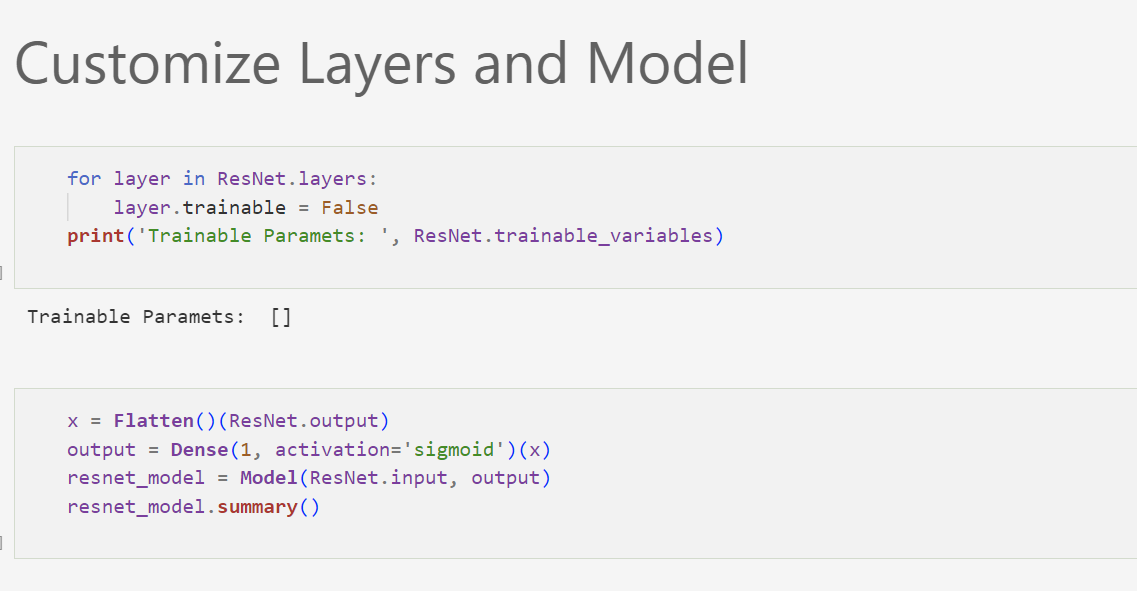 Customize Layers and Model
for layer in ResNet.layers:
    layer.trainable = False
print('Trainable Paramets: ', ResNet.trainable_variables)
Trainable Paramets:  []
x = Flatten()(ResNet.output)
output = Dense(1, activation='sigmoid')(x)
resnet_model = Model(ResNet.input, output)
resnet_model.summary()